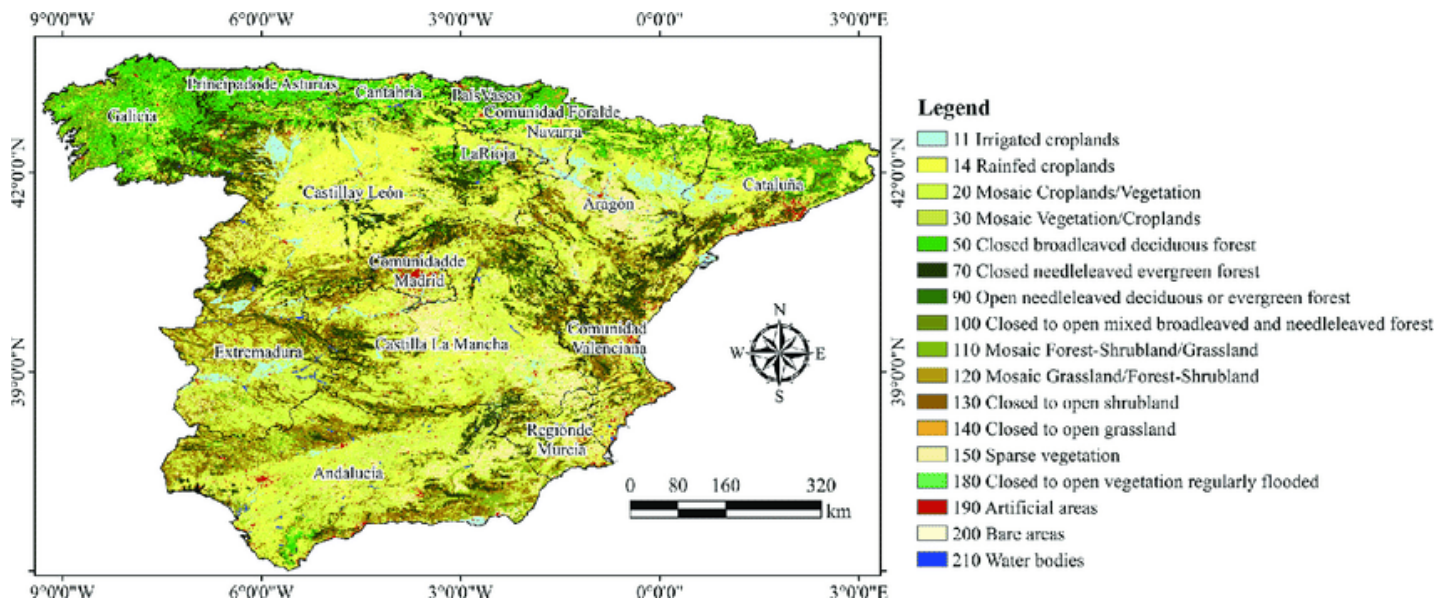 9°0'0"W 6°0'0"W 3°0'0"W 0°0'0" 3°0'0"E
42°0'0"N
39°0'0"N
Galicia
Principadode Asturias
Cantabria
PaísVasco
Comunidad Foralde
Navarra
LaRioja
Castillay León
Aragón
Cataluña
Comunidadde
Madrid
Extremadura
Castilla La Mancha
Comunidad
Valenciana
Regiónde
Murcia
Andalucía
N
W E
S
0 80 160 320
km
42°0'0"N
39°0'0"N
9°0'0"W 6°0'0"W 3°0'0"W 0°0'0" 3°0'0"E
Legend
11 Irrigated croplands
14 Rainfed croplands
20 Mosaic Croplands/Vegetation
30 Mosaic Vegetation/Croplands
50 Closed broadleaved deciduous forest
70 Closed needleleaved evergreen forest
90 Open needleleaved deciduous or evergreen forest
100 Closed to open mixed broadleaved and needleleaved forest
110 Mosaic Forest-Shrubland/Grassland
120 Mosaic Grassland/Forest-Shrubland
130 Closed to open shrubland
140 Closed to open grassland
150 Sparse vegetation
180 Closed to open vegetation regularly flooded
190 Artificial areas
200 Bare areas
210 Water bodies